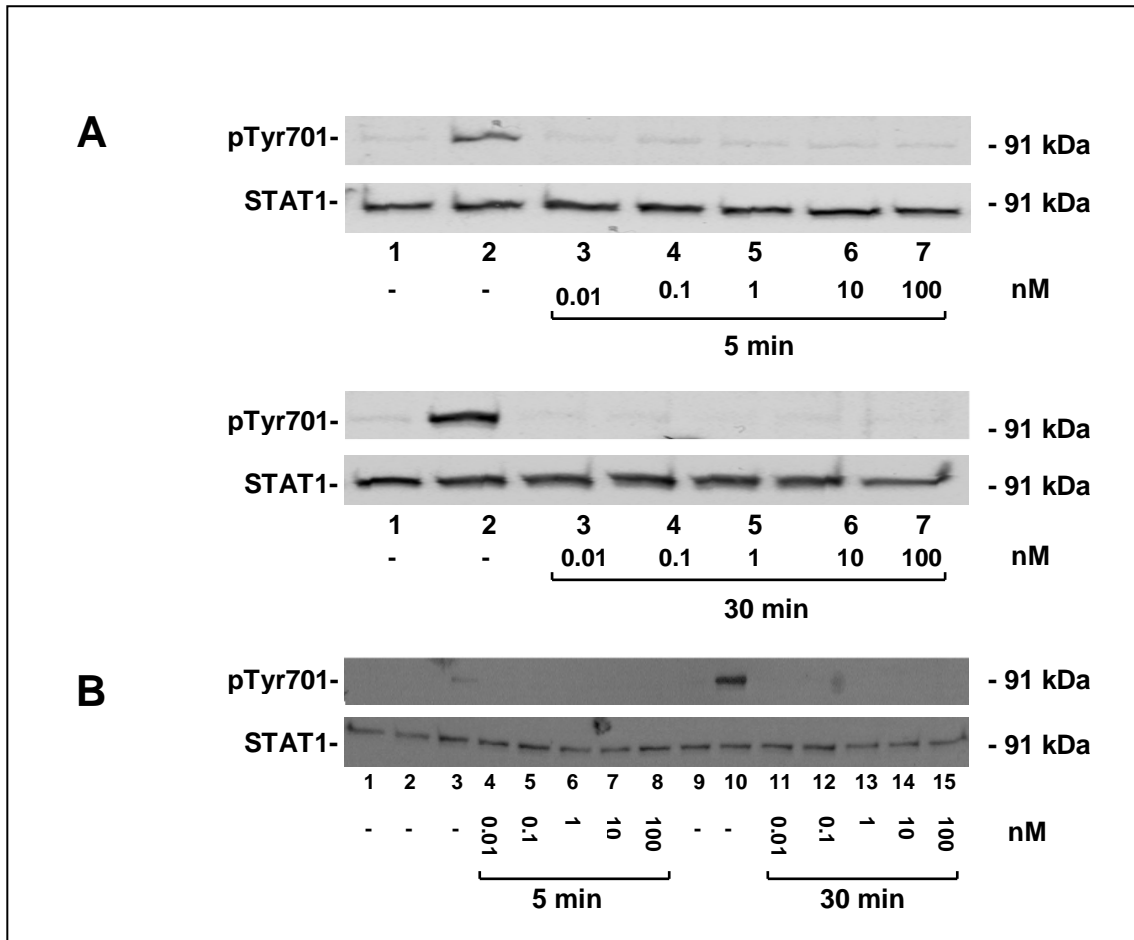 A
pTyr701- - 91 kDa
STAT1- - 91 kDa
1 2 3 4 5 6 7
- - 0.01 0.1 1 10 100 nM
5 min
pTyr701- - 91 kDa
STAT1- - 91 kDa
1 2 3 4 5 6 7
- - 0.01 0.1 1 10 100 nM
30 min
B
pTyr701- - 91 kDa
STAT1- - 91 kDa
1 2 3 4 5 6 7 8 9 10 11 12 13 14 15
- - - 0.01 0.1 1 10 100 - - 0.01 0.1 1 10 100 nM
5 min 30 min